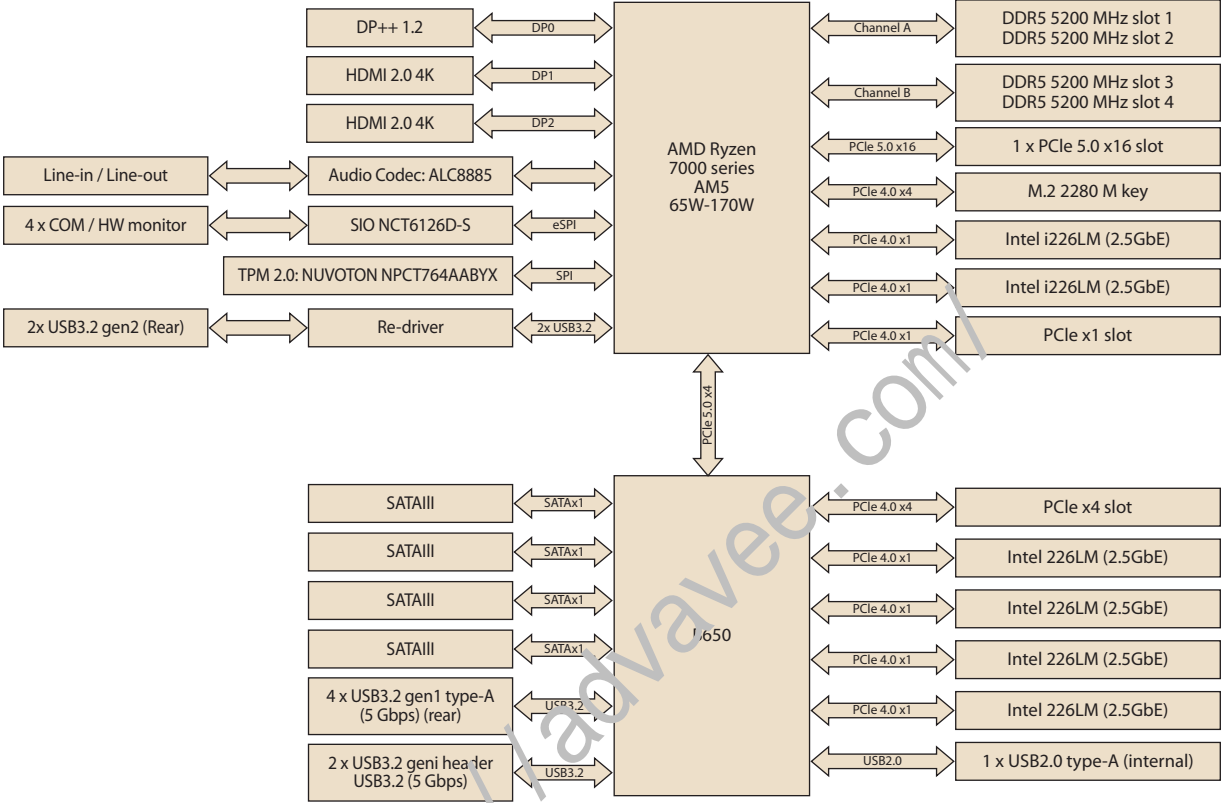 DP++ 1.2
DP0
HDMI 2.0 4K
DP1
HDMI 2.0 4K
DP2
Line-in / Line-out
Audio Codec: ALC8885
4 x COM / HW monitor
SIO NCT6126D-S
eSPI
TPM 2.0: NUVOTON NPCT764AABYX
SPI
2x USB3.2 gen2 (Rear)
Re-driver
2x USB3.2
AMD Ryzen
7000 series
AM5
65W-170W
Channel A
DDR5 5200 MHz slot 1
DDR5 5200 MHz slot 2
Channel B
DDR5 5200 MHz slot 3
DDR5 5200 MHz slot 4
PCIe 5.0 x16
1 x PCIe 5.0 x16 slot
PCIe 4.0 x4
M.2 2280 M key
PCIe 4.0 x1
Intel i226LM (2.5GbE)
PCIe 4.0 x1
Intel i226LM (2.5GbE)
PCIe 4.0 x1
PCIe x1 slot
PCIe 5.0 x4
SATAIII
SATAx1
SATAIII
SATAx1
SATAIII
SATAx1
SATAIII
SATAx1
4 x USB3.2 gen1 type-A
(5 Gbps) (rear)
USB3.2
2 x USB3.2 geni header
USB3.2 (5 Gbps)
USB3.2
PCIe 4.0 x4
PCIe x4 slot
PCIe 4.0 x1
Intel 226LM (2.5GbE)
PCIe 4.0 x1
Intel 226LM (2.5GbE)
PCIe 4.0 x1
Intel 226LM (2.5GbE)
PCIe 4.0 x1
Intel 226LM (2.5GbE)
USB2.0
1 x USB2.0 type-A (internal)
//advavee.com/